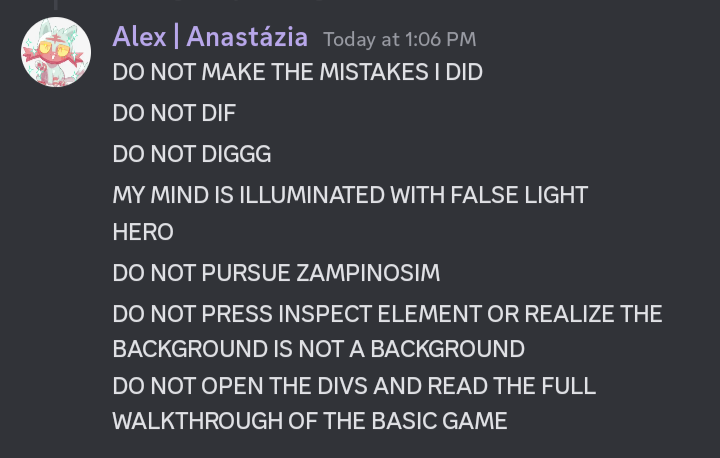 Alex | Anastázia Today at 1:06 PM
DO NOT MAKE THE MISTAKES I DID
DO NOT DIF
DO NOT DIGGG
MY MIND IS ILLUMINATED WITH FALSE LIGHT
HERO
DO NOT PURSUE ZAMPINOSIM
DO NOT PRESS INSPECT ELEMENT OR REALIZE THE
BACKGROUND IS NOT A BACKGROUND
DO NOT OPEN THE DIVS AND READ THE FULL
WALKTHROUGH OF THE BASIC GAME